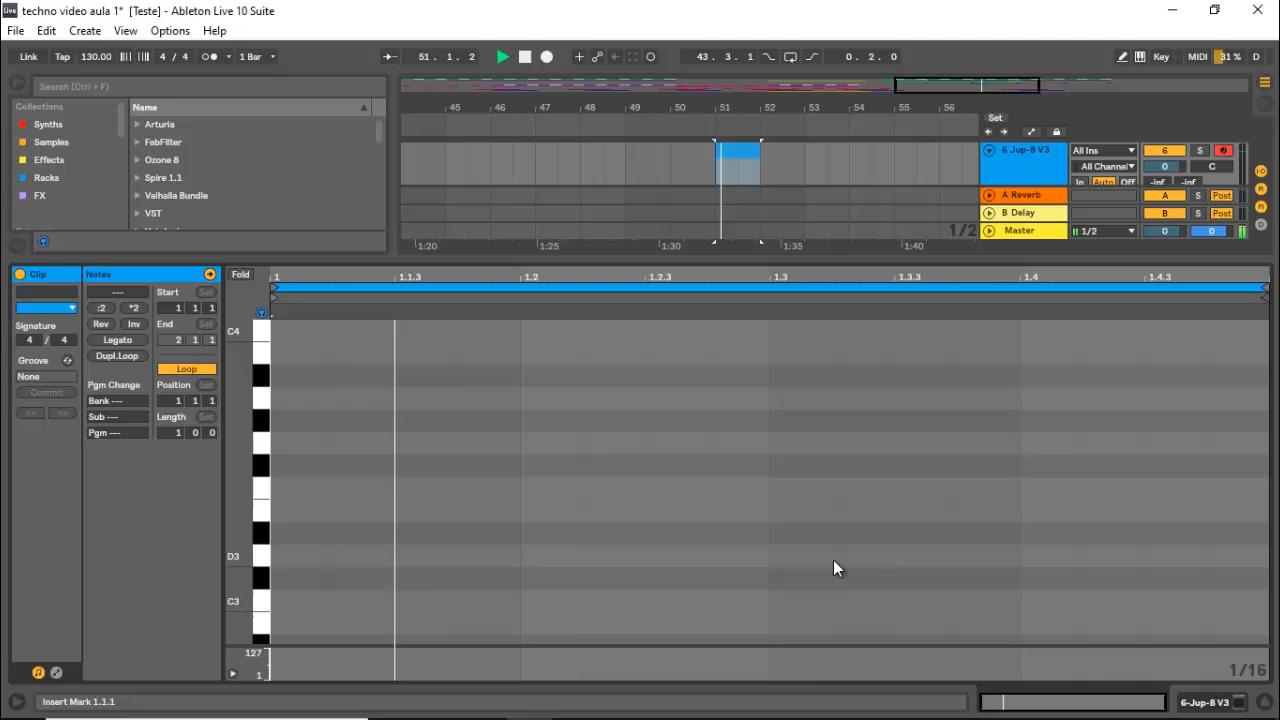 Live techno video aula 1* [Teste] - Ableton Live 10 Suite
File Edit Create View Options Help
Link Tap 130.00 4 / 4 1 Bar 51. 1. 2 43. 3. 1 0. 2. 0 Key MIDI 31 % D
Search (Ctrl + F)
Collections
Synths
Samples
Effects
Racks
FX
Name
Arturia
FabFilter
Ozone 8
Spire 1.1
Valhalla Bundle
VST
45 46 47 48 49 50 51 52 53 54 55 56
Set
6 Jup-8 V3 All Ins 6 S
All Channel 0 C
In Auto Off -inf -inf
A Reverb A S Post
B Delay B S Post
1/2 Master 1/2 0 0
1:20 1:25 1:30 1:35 1:40
IO
R
M
D
Clip
Signature
4 / 4
Groove
None
Commit
<< >>
Notes
---
:2 *2
Rev Inv
Legato
Dupl.Loop
Pgm Change
Bank ---
Sub ---
Pgm ---
Start Set
1 1 1
End Set
2 1 1
Loop
Position Set
1 1 1
Length Set
1 0 0
Fold 1 1.1.3 1.2 1.2.3 1.3 1.3.3 1.4 1.4.3
C4
D3
C3
127
1
1/16
Insert Mark 1.1.1
6-Jup-8 V3